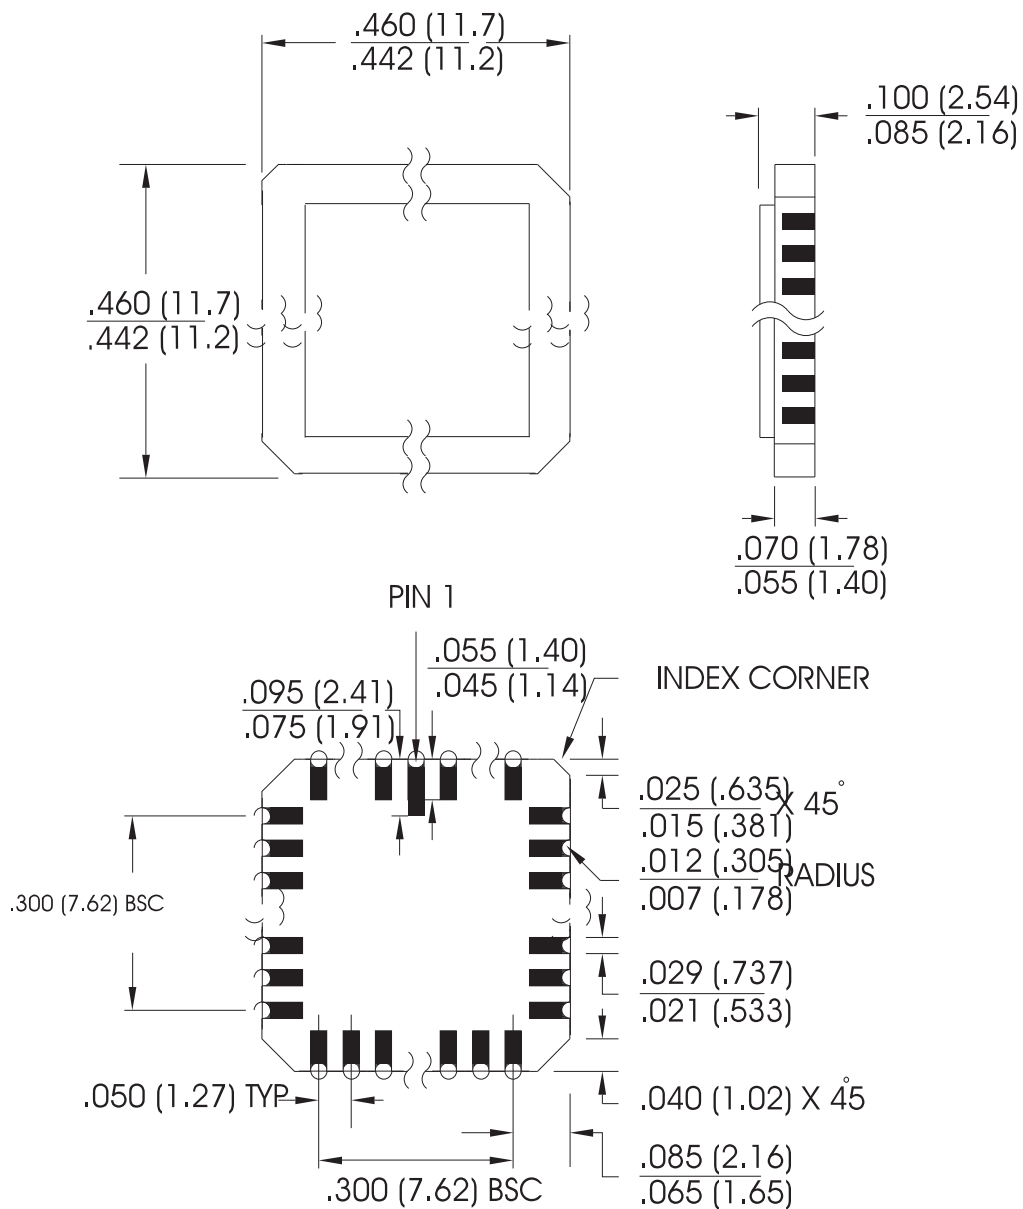 .460 (11.7)
.442 (11.2)
.100 (2.54)
.085 (2.16)
.460 (11.7)
.442 (11.2)
.070 (1.78)
.055 (1.40)
PIN 1
.055 (1.40)
.045 (1.14)
INDEX CORNER
.095 (2.41)
.075 (1.91)
.025 (.635)
.015 (.381)
X 45°
.012 (.305)
.007 (.178)
RADIUS
.300 (7.62) BSC
.029 (.737)
.021 (.533)
.050 (1.27) TYP
.040 (1.02) X 45°
.085 (2.16)
.065 (1.65)
.300 (7.62) BSC